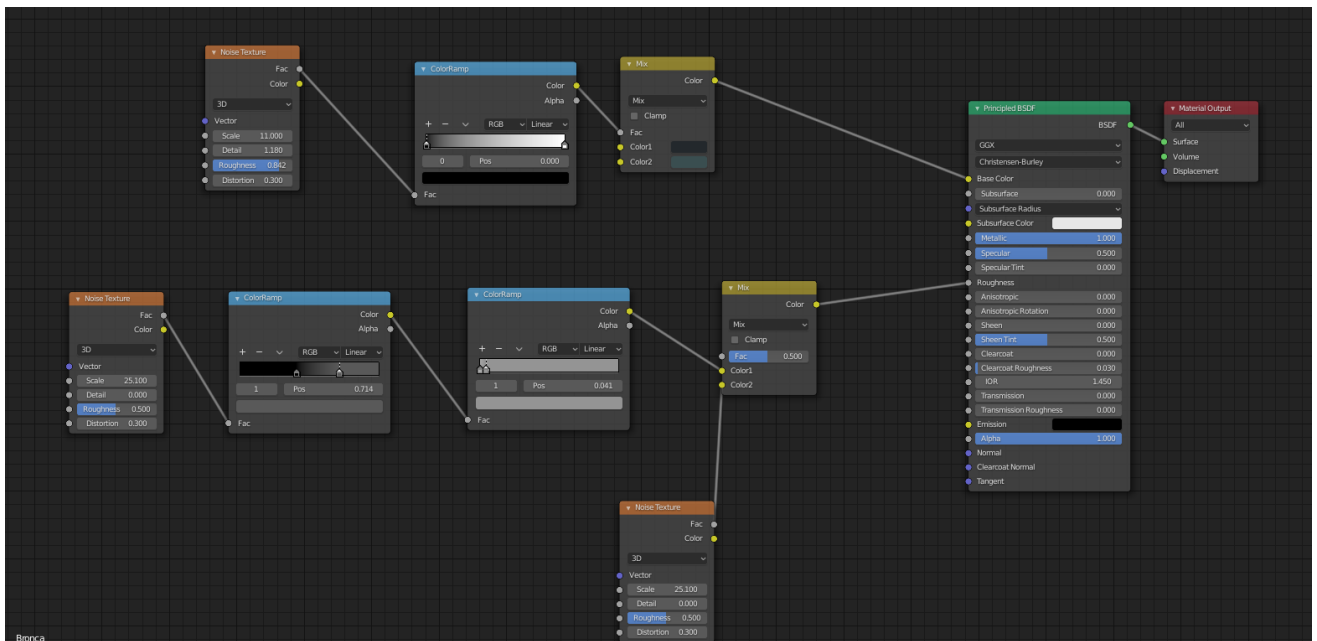 Noise Texture
Fac
Color
3D
Vector
Scale 11.000
Detail 1.180
Roughness 0.842
Distortion 0.300
ColorRamp
Color
Alpha
+ − RGB Linear
0 Pos 0.000
Fac
Mix
Color
Mix
Clamp
Fac
Color1
Color2
Principled BSDF
BSDF
GGX
Christensen-Burley
Base Color
Subsurface 0.000
Subsurface Radius
Subsurface Color
Metallic 1.000
Specular 0.500
Specular Tint 0.000
Roughness
Anisotropic 0.000
Anisotropic Rotation 0.000
Sheen 0.000
Sheen Tint 0.500
Clearcoat 0.000
Clearcoat Roughness 0.030
IOR 1.450
Transmission 0.000
Transmission Roughness 0.000
Emission
Alpha 1.000
Normal
Clearcoat Normal
Tangent
Material Output
All
Surface
Volume
Displacement
Noise Texture
Fac
Color
3D
Vector
Scale 25.100
Detail 0.000
Roughness 0.500
Distortion 0.300
ColorRamp
Color
Alpha
+ − RGB Linear
1 Pos 0.714
Fac
ColorRamp
Color
Alpha
+ − RGB Linear
1 Pos 0.041
Fac
Mix
Color
Mix
Clamp
Fac 0.500
Color1
Color2
Noise Texture
Fac
Color
3D
Vector
Scale 25.100
Detail 0.000
Roughness 0.500
Distortion 0.300
Bronca